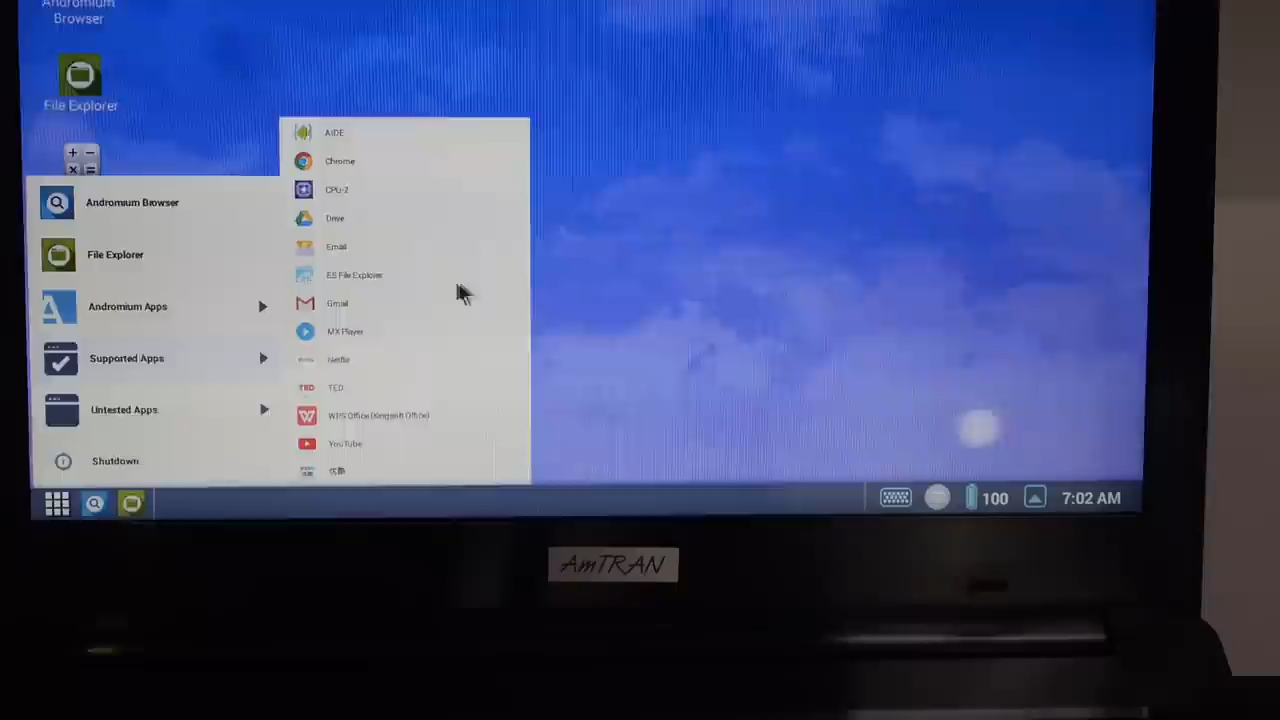 Andromium
Browser
File Explorer
Andromium Browser
File Explorer
Andromium Apps
Supported Apps
Untested Apps
Shutdown
AIDE
Chrome
CPU-Z
Drive
Email
ES File Explorer
Gmail
MX Player
Netflix
TED
WPS Office (Kingsoft Office)
YouTube
优酷
100
7:02 AM
AmTRAN